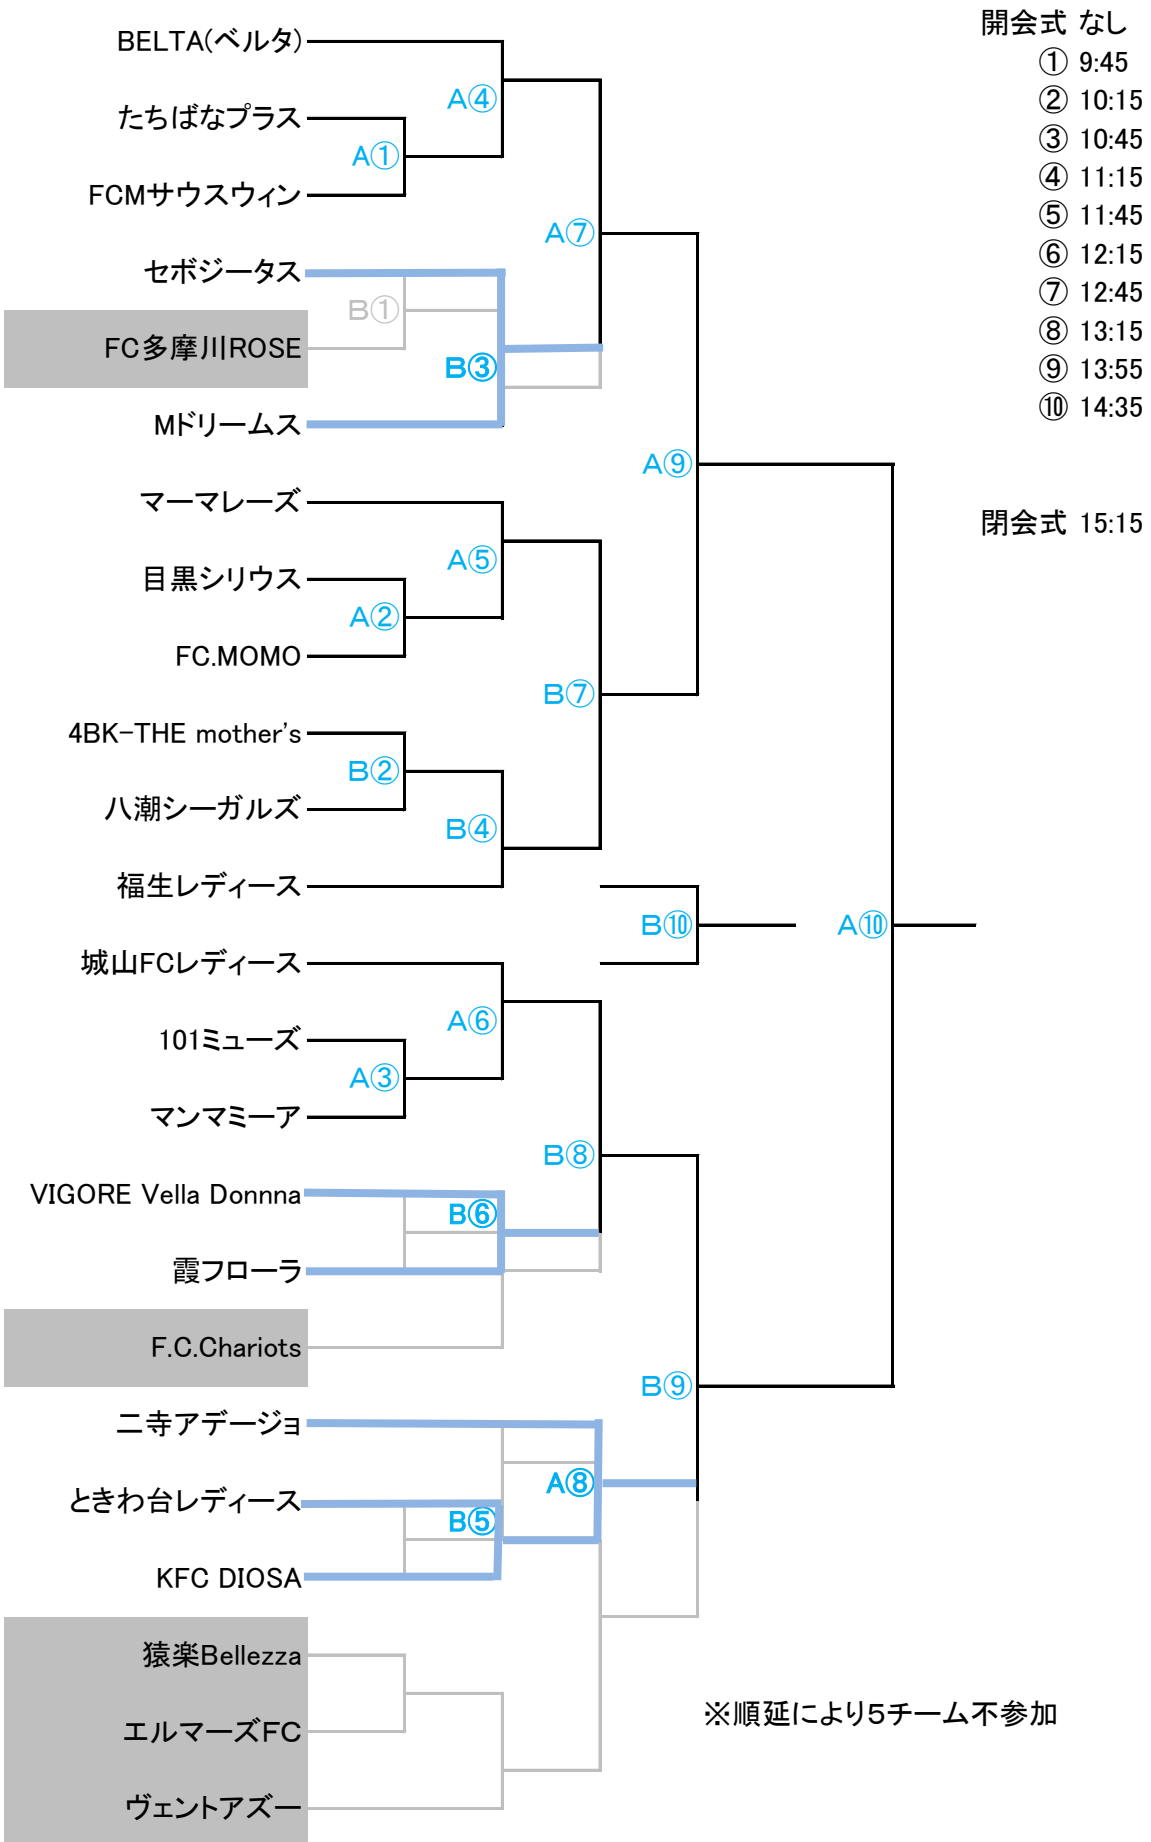 開会式 なし
① 9:45
② 10:15
③ 10:45
④ 11:15
⑤ 11:45
⑥ 12:15
⑦ 12:45
⑧ 13:15
⑨ 13:55
⑩ 14:35
閉会式 15:15
BELTA(ベルタ)
A④
たちばなプラス
A①
FCMサウスウィン
A⑦
セボジータス
B①
FC多摩川ROSE
B③
Mドリームス
A⑨
マーマレーズ
A⑤
目黒シリウス
A②
FC.MOMO
B⑦
4BK-THE mother's
B②
八潮シーガルズ
B④
福生レディース
B⑩
A⑩
城山FCレディース
A⑥
101ミューズ
A③
マンマミーア
B⑧
VIGORE Vella Donnna
B⑥
霞フローラ
F.C.Chariots
B⑨
二寺アデージョ
A⑧
ときわ台レディース
B⑤
KFC DIOSA
猿楽Bellezza
エルマーズFC
※順延により5チーム不参加
ヴェントアズー